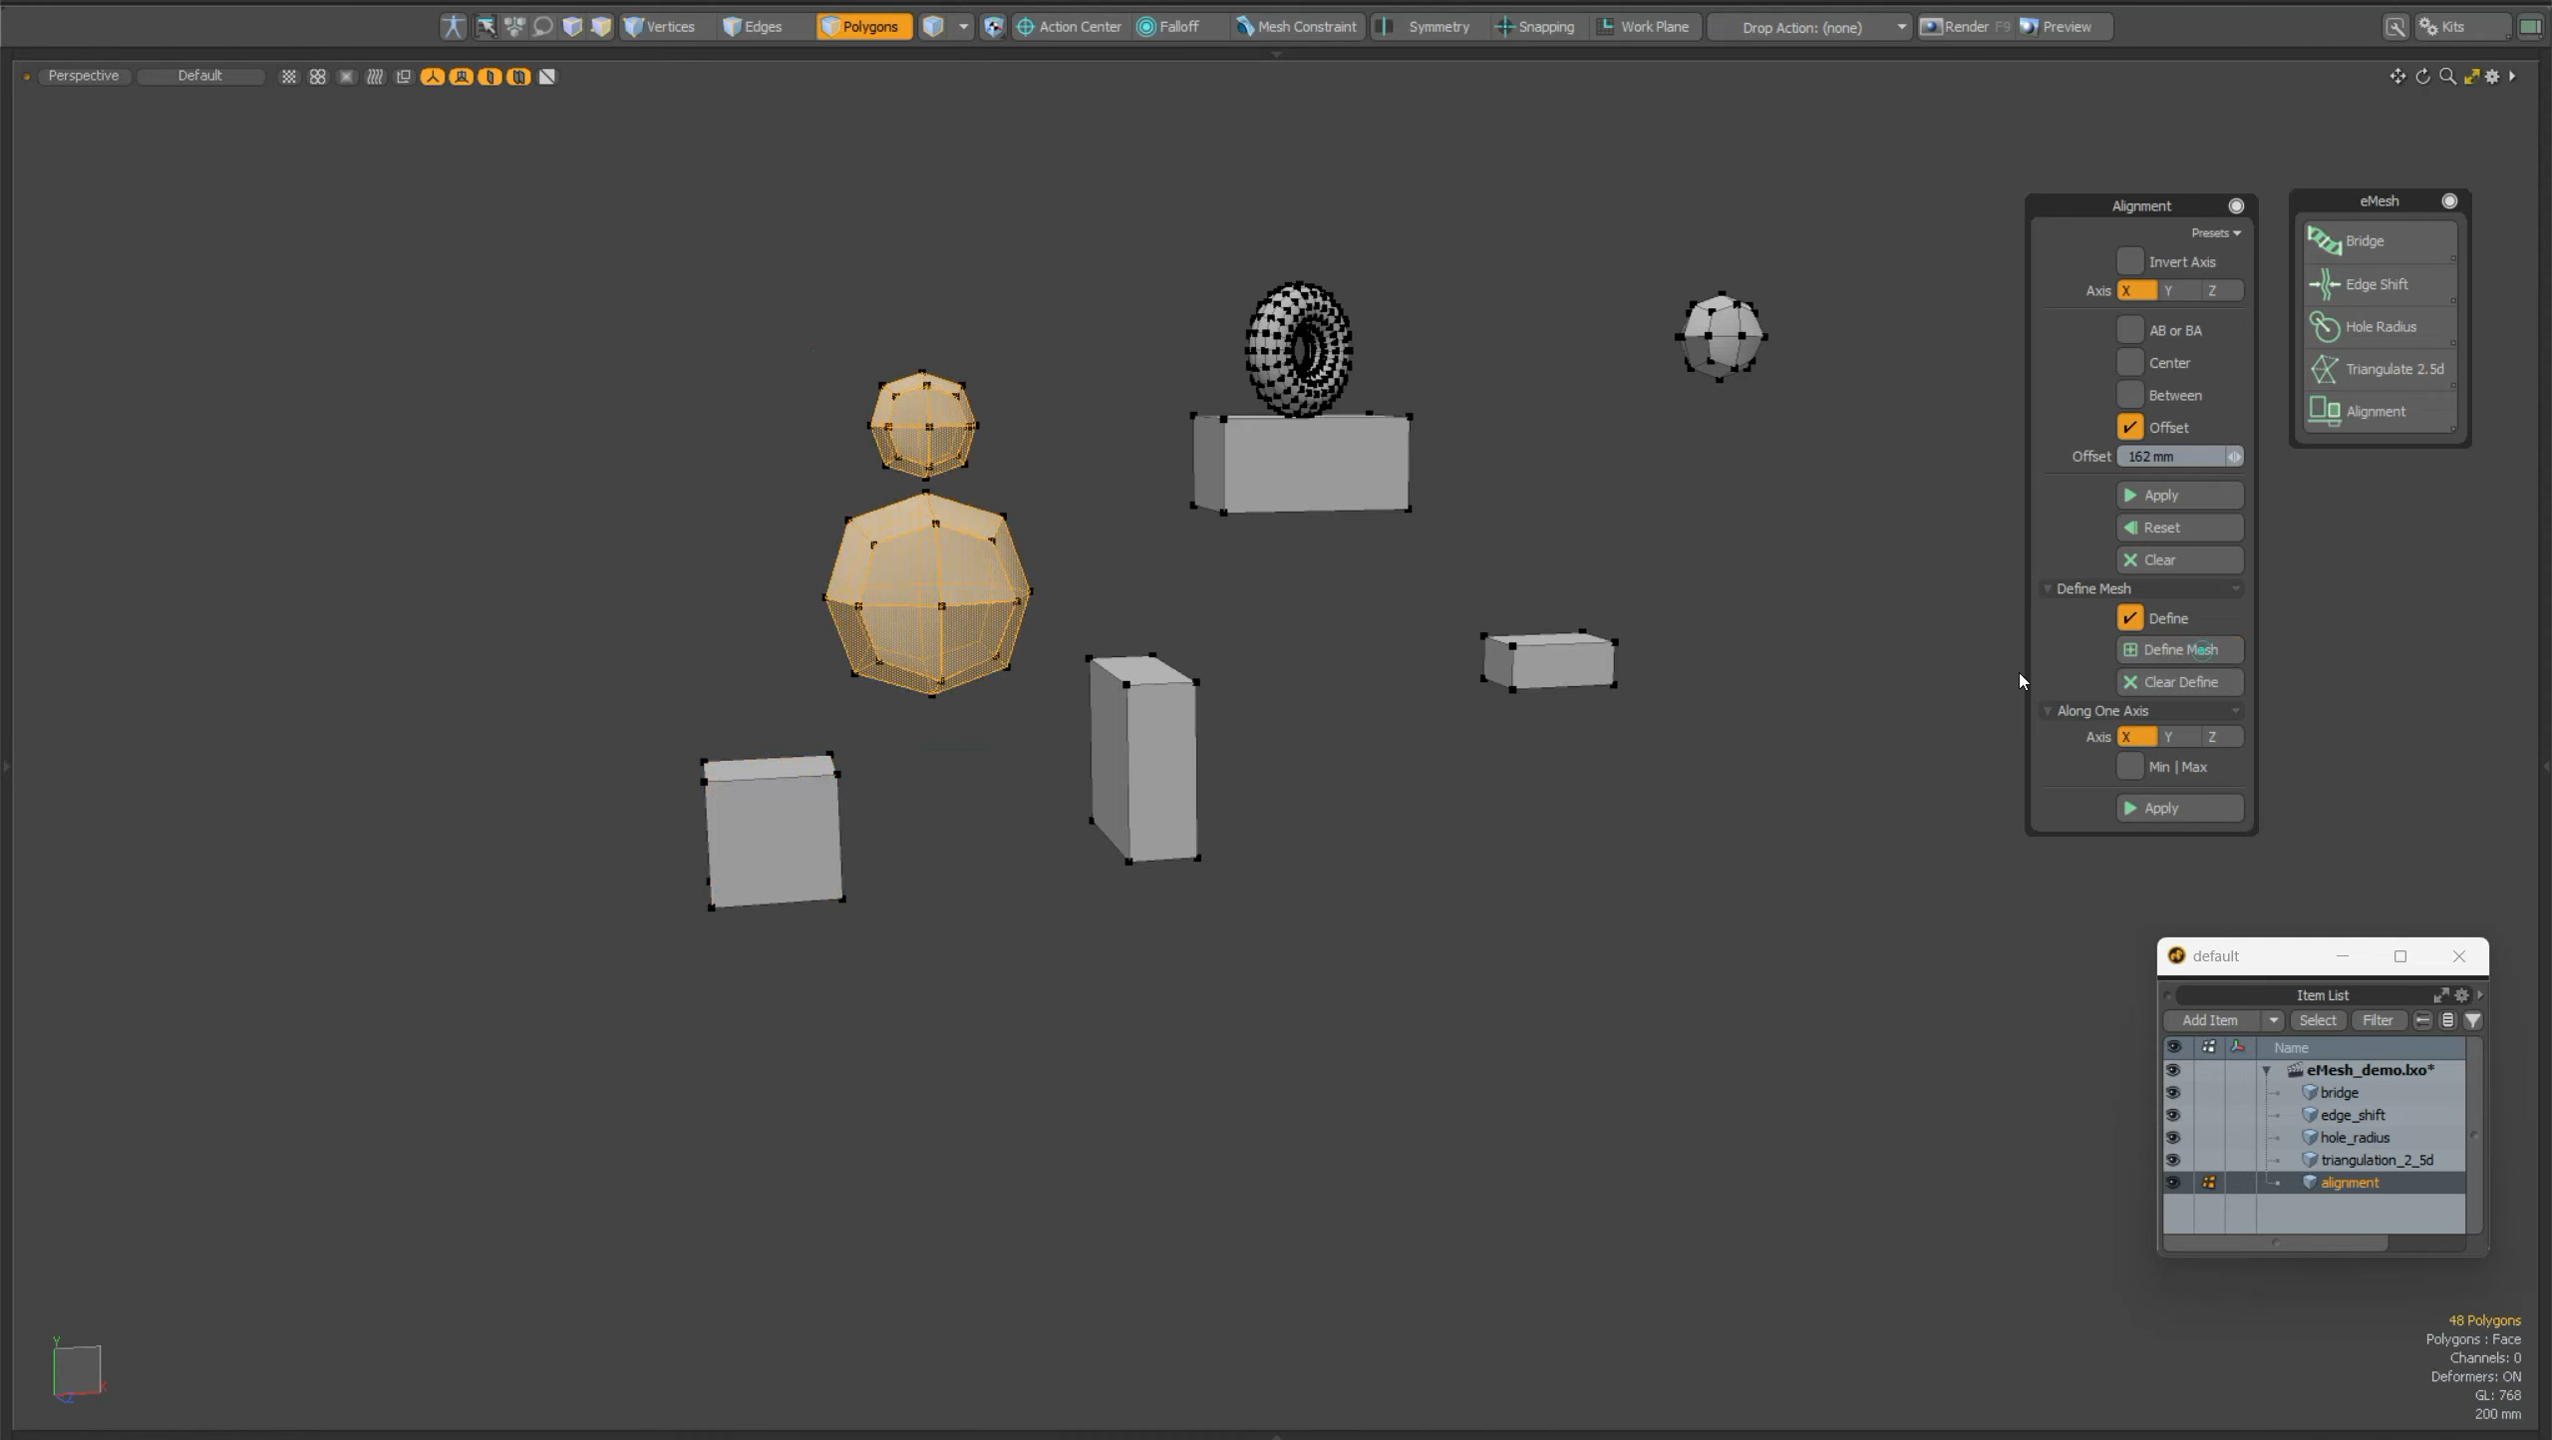 Vertices Edges Polygons Action Center Falloff Mesh Constraint Symmetry Snapping Work Plane Drop Action: (none) Render F9 Preview Kits
Perspective Default
Alignment
Presets
Invert Axis
Axis X Y Z
AB or BA
Center
Between
Offset
Offset 162 mm
Apply
Reset
Clear
Define Mesh
Define
Define Mesh
Clear Define
Along One Axis
Axis X Y Z
Min | Max
Apply
eMesh
Bridge
Edge Shift
Hole Radius
Triangulate 2.5d
Alignment
default
Item List
Add Item Select Filter
Name
eMesh_demo.lxo*
bridge
edge_shift
hole_radius
triangulation_2_5d
alignment
48 Polygons
Polygons : Face
Channels: 0
Deformers: ON
GL: 768
200 mm
Y
X
Z